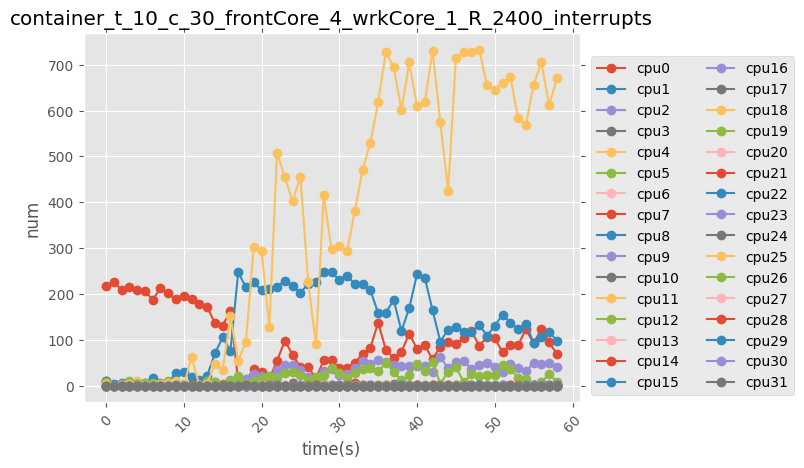 container_t_10_c_30_frontCore_4_wrkCore_1_R_2400_interrupts
num
700
600
500
400
300
200
100
0
0
10
20
30
40
50
60
time(s)
cpu0
cpu1
cpu2
cpu3
cpu4
cpu5
cpu6
cpu7
cpu8
cpu9
cpu10
cpu11
cpu12
cpu13
cpu14
cpu15
cpu16
cpu17
cpu18
cpu19
cpu20
cpu21
cpu22
cpu23
cpu24
cpu25
cpu26
cpu27
cpu28
cpu29
cpu30
cpu31